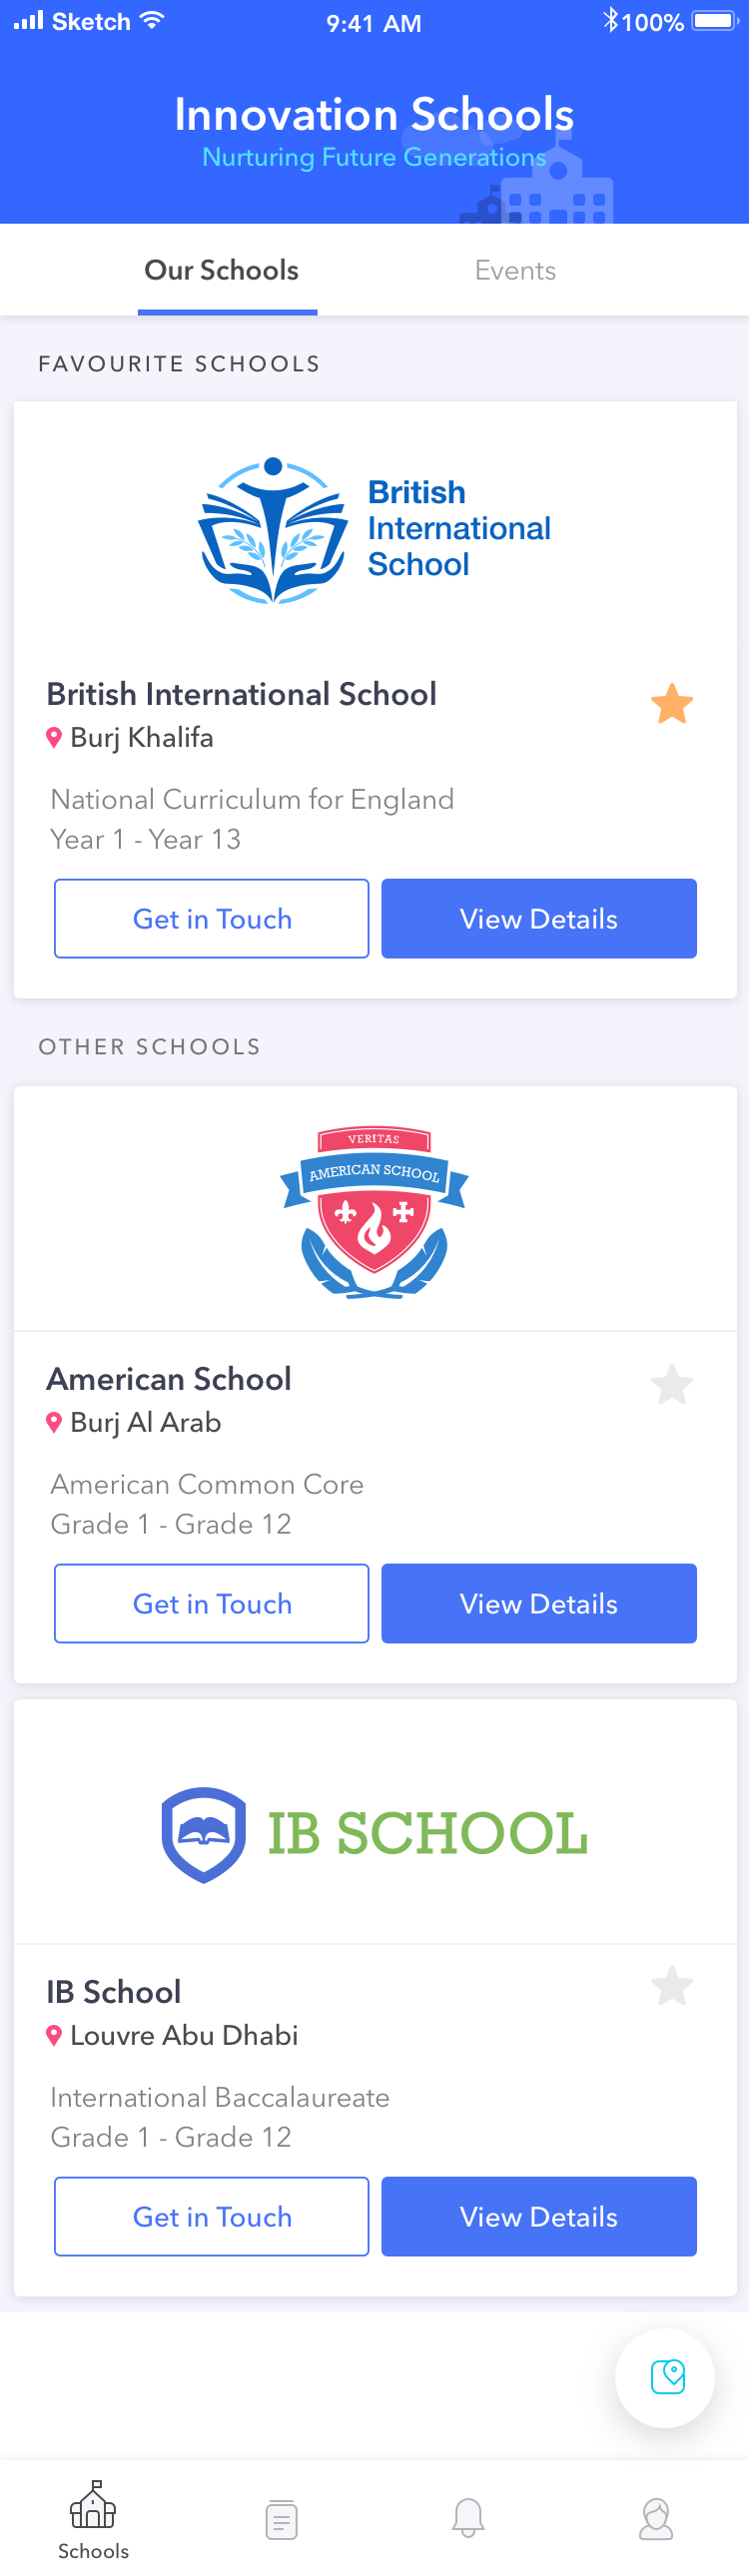 Sketch
9:41 AM
100%
Innovation Schools
Nurturing Future Generations
Our Schools
Events
FAVOURITE SCHOOLS
British
International
School
British International School
Burj Khalifa
National Curriculum for England
Year 1 - Year 13
Get in Touch
View Details
OTHER SCHOOLS
VERITAS
AMERICAN SCHOOL
American School
Burj Al Arab
American Common Core
Grade 1 - Grade 12
Get in Touch
View Details
IB SCHOOL
IB School
Louvre Abu Dhabi
International Baccalaureate
Grade 1 - Grade 12
Get in Touch
View Details
Schools